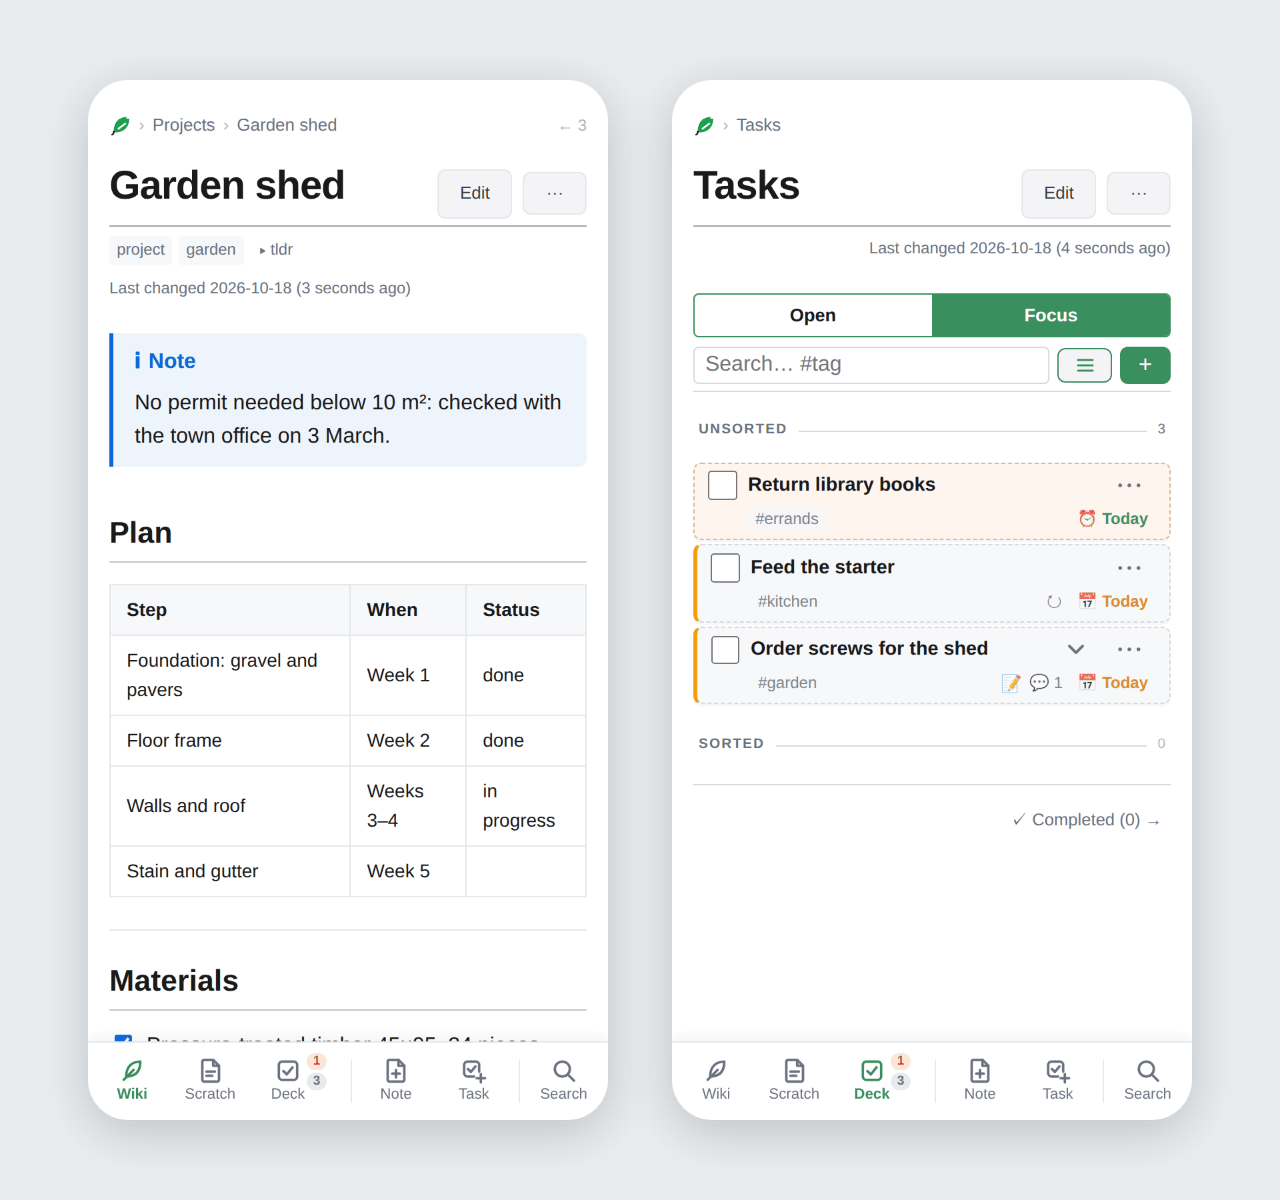 › Projects › Garden shed ← 3
Garden shed
Edit ···
project garden ▸ tldr
Last changed 2026-10-18 (3 seconds ago)
ℹ Note
No permit needed below 10 m²: checked with
the town office on 3 March.
Plan
Step When Status
Foundation: gravel and
pavers
Week 1 done
Floor frame Week 2 done
Walls and roof
Weeks
3–4
in
progress
Stain and gutter Week 5
Materials
Wiki Scratch Deck 1 3 Note Task Search
› Tasks
Tasks
Edit ···
Last changed 2026-10-18 (4 seconds ago)
Open Focus
Search… #tag +
UNSORTED 3
Return library books
#errands ⏰ Today
Feed the starter
#kitchen 📅 Today
Order screws for the shed
#garden 📝 💬 1 📅 Today
SORTED 0
✓ Completed (0) →
Wiki Scratch Deck 1 3 Note Task Search